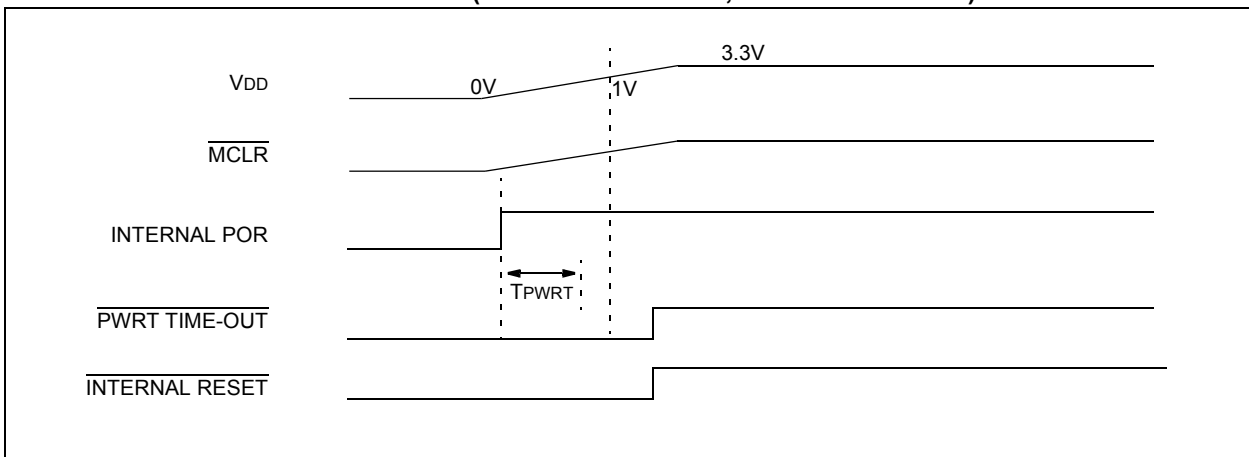 3.3V
VDD
0V
1V
MCLR
INTERNAL POR
TPWRT
PWRT TIME-OUT
INTERNAL RESET